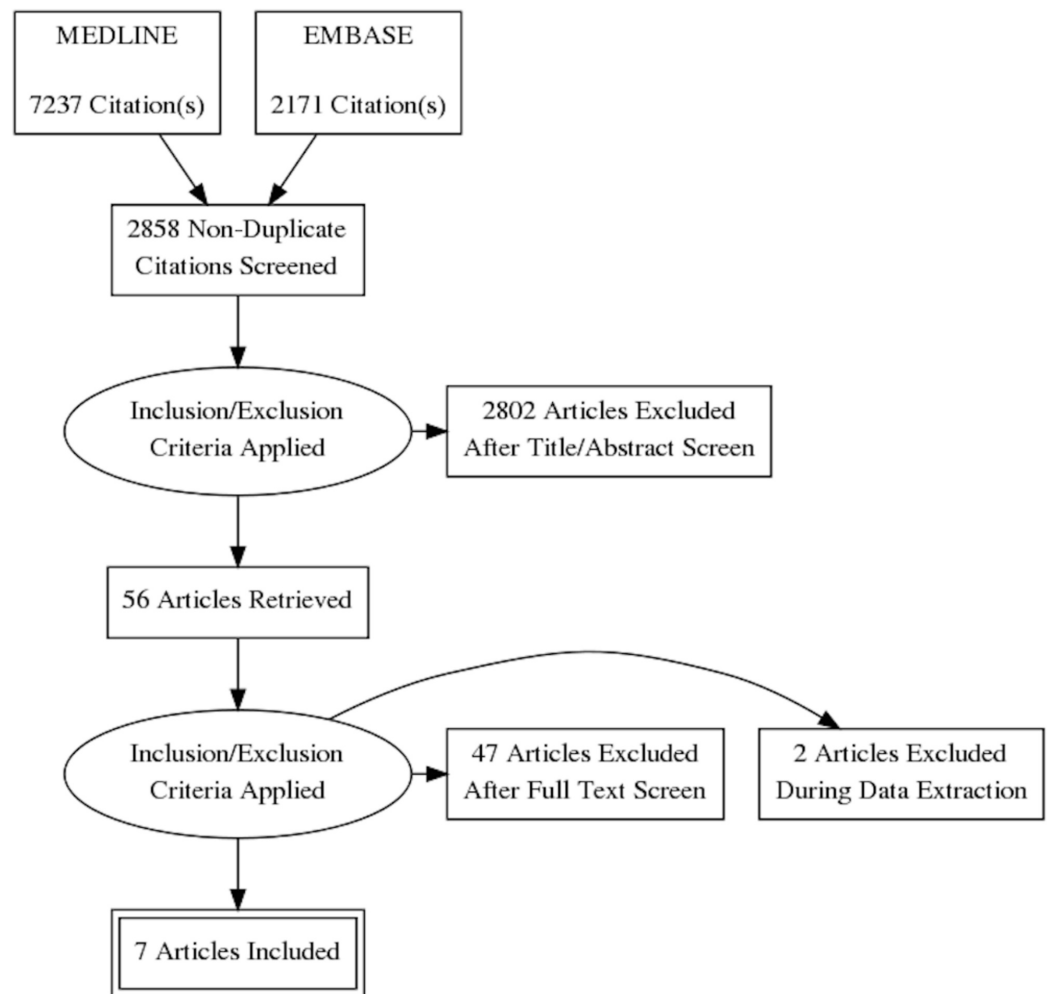 MEDLINE
7237 Citation(s)
EMBASE
2171 Citation(s)
2858 Non-Duplicate
Citations Screened
Inclusion/Exclusion
Criteria Applied
2802 Articles Excluded
After Title/Abstract Screen
56 Articles Retrieved
Inclusion/Exclusion
Criteria Applied
47 Articles Excluded
After Full Text Screen
2 Articles Excluded
During Data Extraction
7 Articles Included